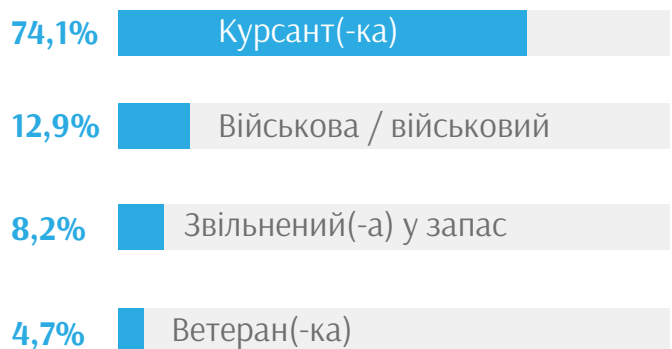 74,1% Курсант(-ка)
12,9% Військова / військовий
8,2% Звільнений(-а) у запас
4,7% Ветеран(-ка)